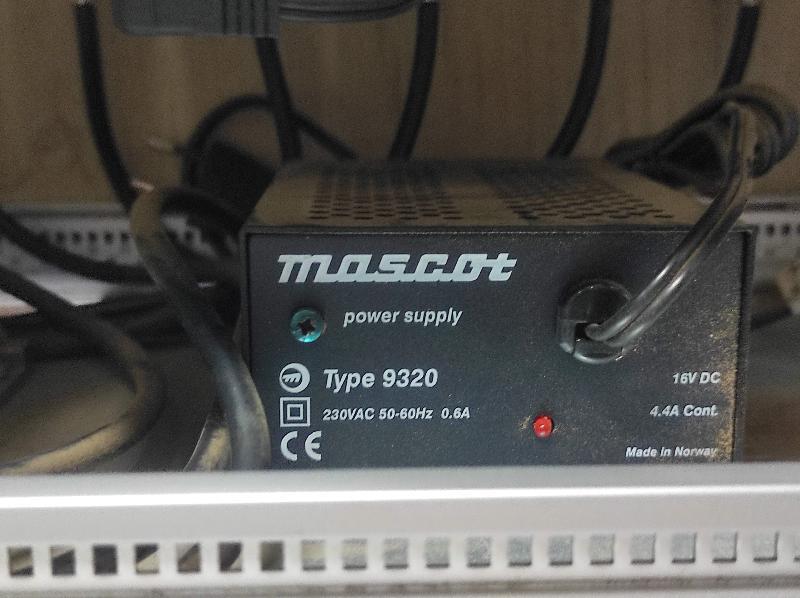 mascot
power supply
Type 9320
16V DC
230VAC 50-60Hz 0.6A
4.4A Cont.
CE
Made in Norway